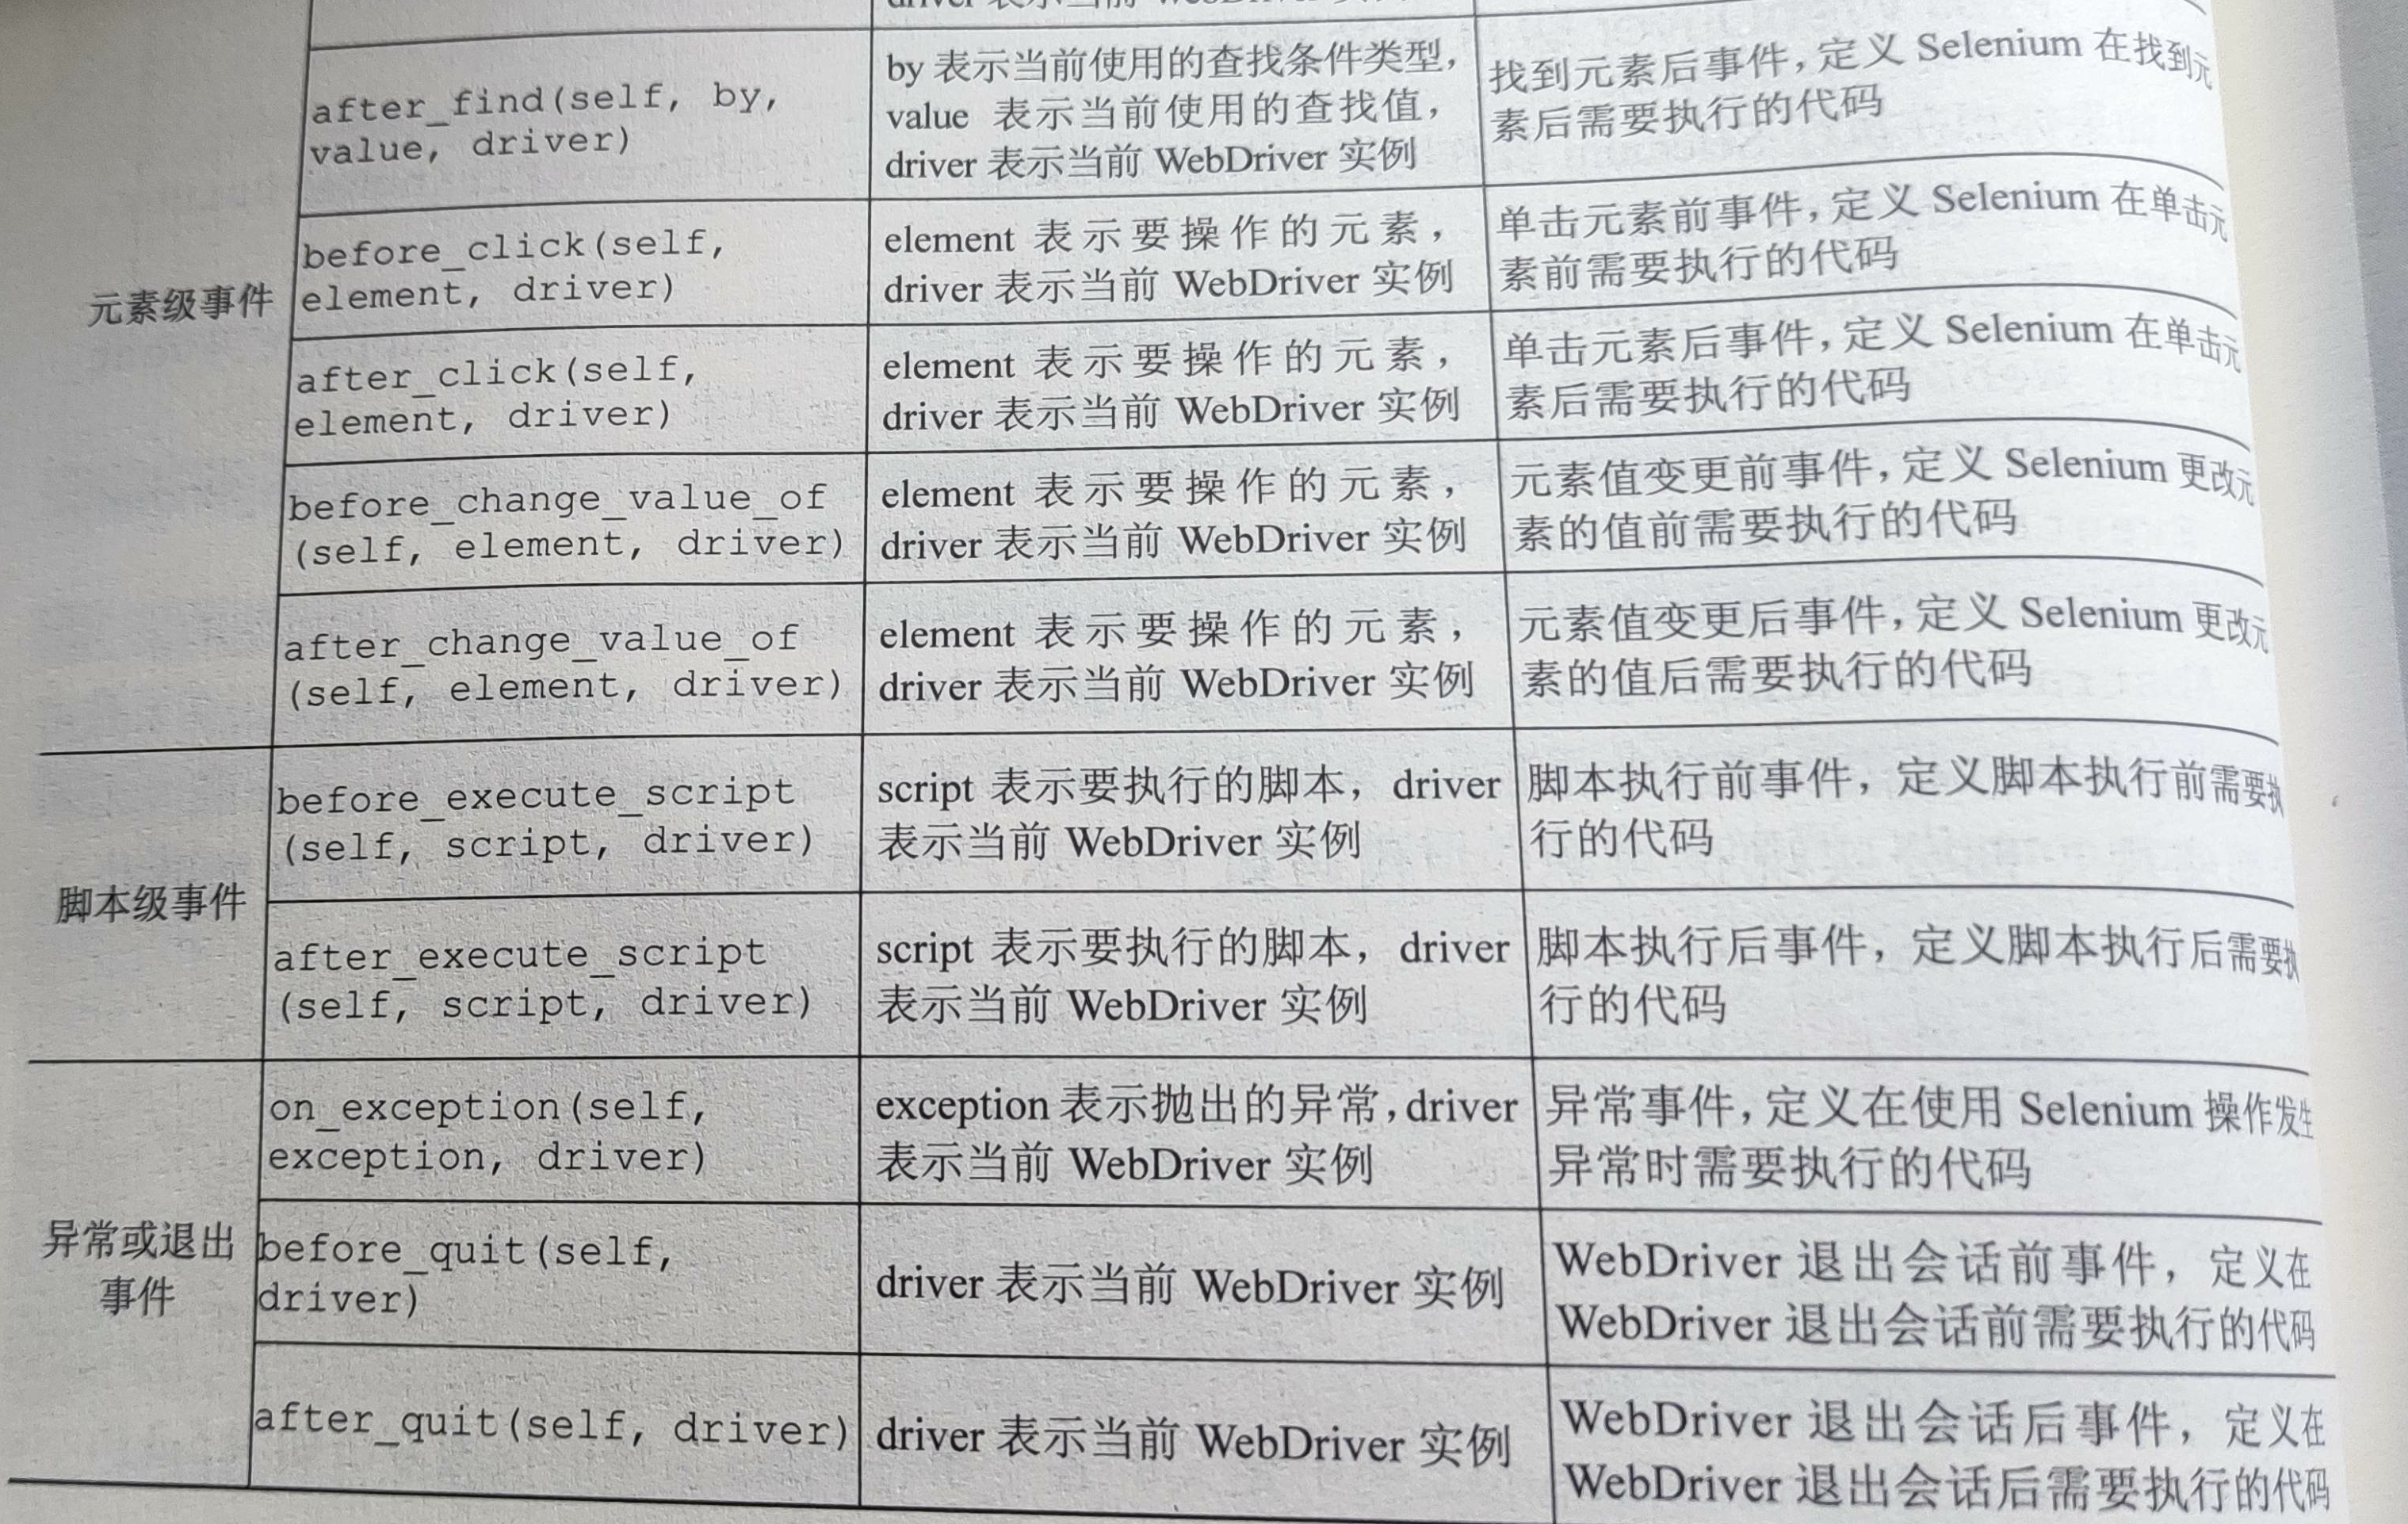 driver 表示当前 WebDriver 实例
元素级事件
after_find(self, by,
value, driver)
by 表示当前使用的查找条件类型,
value 表示当前使用的查找值,
driver 表示当前 WebDriver 实例
找到元素后事件,定义 Selenium 在找到元
素后需要执行的代码
before_click(self,
element, driver)
element 表示要操作的元素,
driver 表示当前 WebDriver 实例
单击元素前事件,定义 Selenium 在单击元
素前需要执行的代码
after_click(self,
element, driver)
element 表示要操作的元素,
driver 表示当前 WebDriver 实例
单击元素后事件,定义 Selenium 在单击元
素后需要执行的代码
before_change_value_of
(self, element, driver)
element 表示要操作的元素,
driver 表示当前 WebDriver 实例
元素值变更前事件,定义 Selenium 更改元
素的值前需要执行的代码
after_change_value_of
(self, element, driver)
element 表示要操作的元素,
driver 表示当前 WebDriver 实例
元素值变更后事件,定义 Selenium 更改元
素的值后需要执行的代码
脚本级事件
before_execute_script
(self, script, driver)
script 表示要执行的脚本, driver
表示当前 WebDriver 实例
脚本执行前事件,定义脚本执行前需要执
行的代码
after_execute_script
(self, script, driver)
script 表示要执行的脚本, driver
表示当前 WebDriver 实例
脚本执行后事件,定义脚本执行后需要执
行的代码
异常或退出
事件
on_exception(self,
exception, driver)
exception 表示抛出的异常,driver
表示当前 WebDriver 实例
异常事件,定义在使用 Selenium 操作发生
异常时需要执行的代码
before_quit(self,
driver)
driver 表示当前 WebDriver 实例
WebDriver 退出会话前事件,定义在
WebDriver 退出会话前需要执行的代码
after_quit(self, driver)
driver 表示当前 WebDriver 实例
WebDriver 退出会话后事件,定义在
WebDriver 退出会话后需要执行的代码